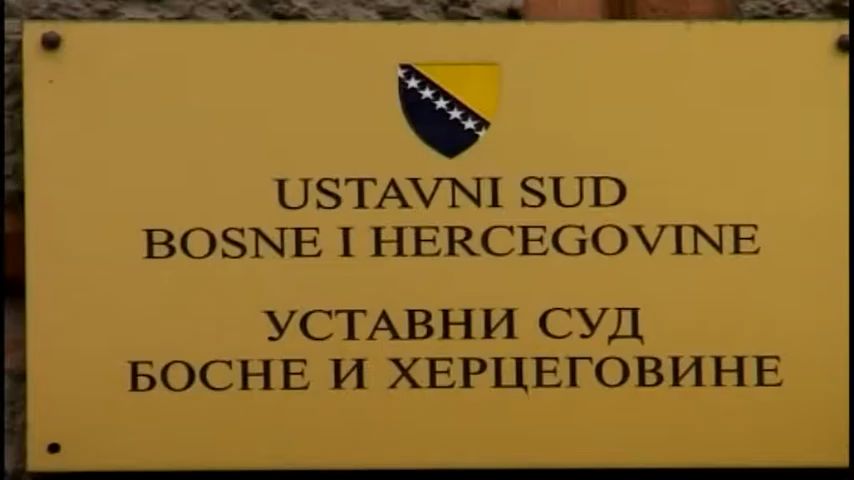 USTAVNI SUD
BOSNE I HERCEGOVINE
УСТАВНИ СУД
БОСНЕ И ХЕРЦЕГОВИНЕ